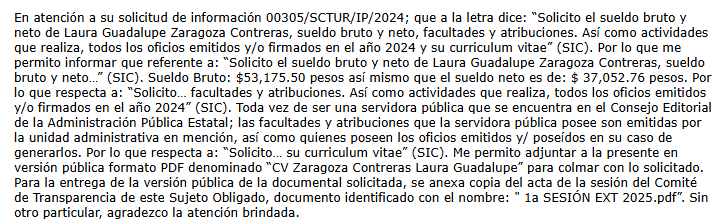 En atención a su solicitud de información 00305/SCTUR/IP/2024; que a la letra dice: “Solicito el sueldo bruto y
neto de Laura Guadalupe Zaragoza Contreras, sueldo bruto y neto, facultades y atribuciones. Así como actividades
que realiza, todos los oficios emitidos y/o firmados en el año 2024 y su curriculum vitae” (SIC). Por lo que me
permito informar que referente a: “Solicito el sueldo bruto y neto de Laura Guadalupe Zaragoza Contreras, sueldo
bruto y neto...” (SIC). Sueldo Bruto: $53,175.50 pesos así mismo que el sueldo neto es de: $ 37,052.76 pesos. Por
lo que respecta a: “Solicito... facultades y atribuciones. Así como actividades que realiza, todos los oficios emitidos
y/o firmados en el año 2024” (SIC). Toda vez de ser una servidora pública que se encuentra en el Consejo Editorial
de la Administración Pública Estatal; las facultades y atribuciones que la servidora pública posee son emitidas por
la unidad administrativa en mención, así como quienes poseen los oficios emitidos y/ poseídos en su caso de
generarlos. Por lo que respecta a: “Solicito... su curriculum vitae” (SIC). Me permito adjuntar a la presente en
versión pública formato PDF denominado “CV Zaragoza Contreras Laura Guadalupe” para colmar con lo solicitado.
Para la entrega de la versión pública de la documental solicitada, se anexa copia del acta de la sesión del Comité
de Transparencia de este Sujeto Obligado, documento identificado con el nombre: " 1a SESIÓN EXT 2025.pdf”. Sin
otro particular, agradezco la atención brindada.